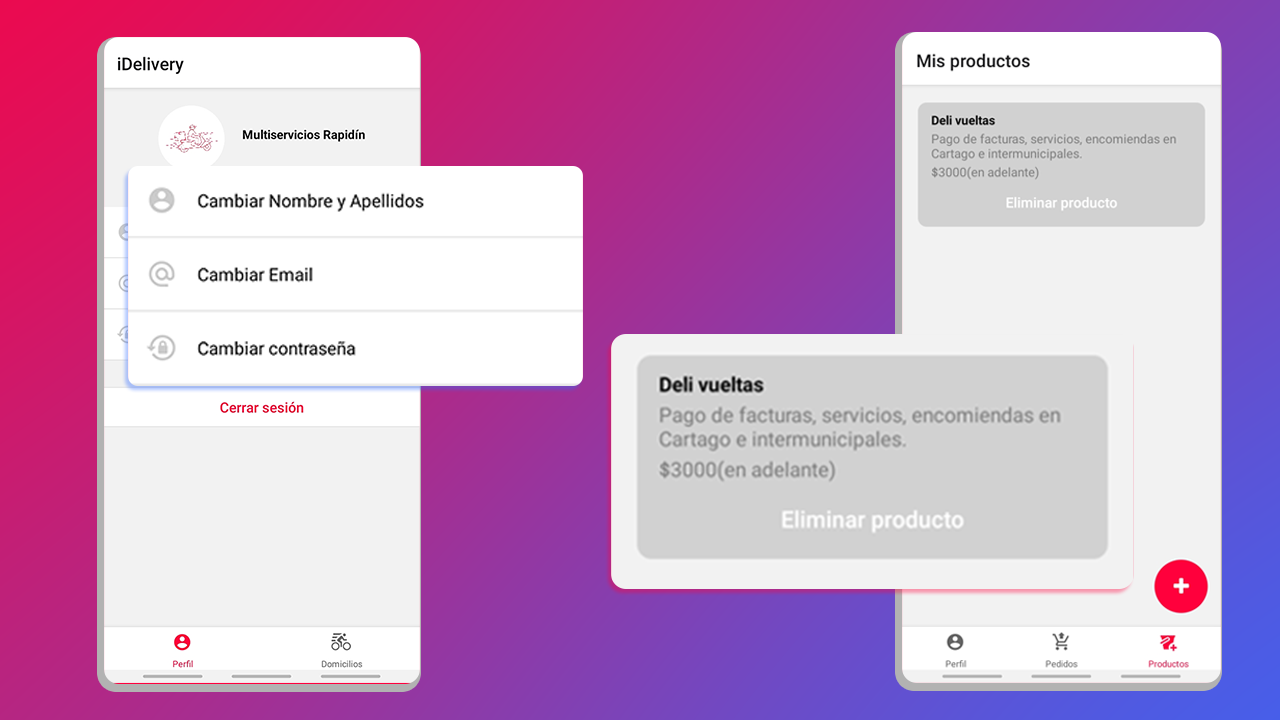 iDelivery
Multiservicios Rapidín
Cambiar Nombre y Apellidos
Cambiar Email
Cambiar contraseña
Cerrar sesión
Perfil
Domicilios
Mis productos
Deli vueltas
Pago de facturas, servicios, encomiendas en
Cartago e intermunicipales.
$3000(en adelante)
Eliminar producto
Deli vueltas
Pago de facturas, servicios, encomiendas en
Cartago e intermunicipales.
$3000(en adelante)
Eliminar producto
Perfil
Pedidos
Productos